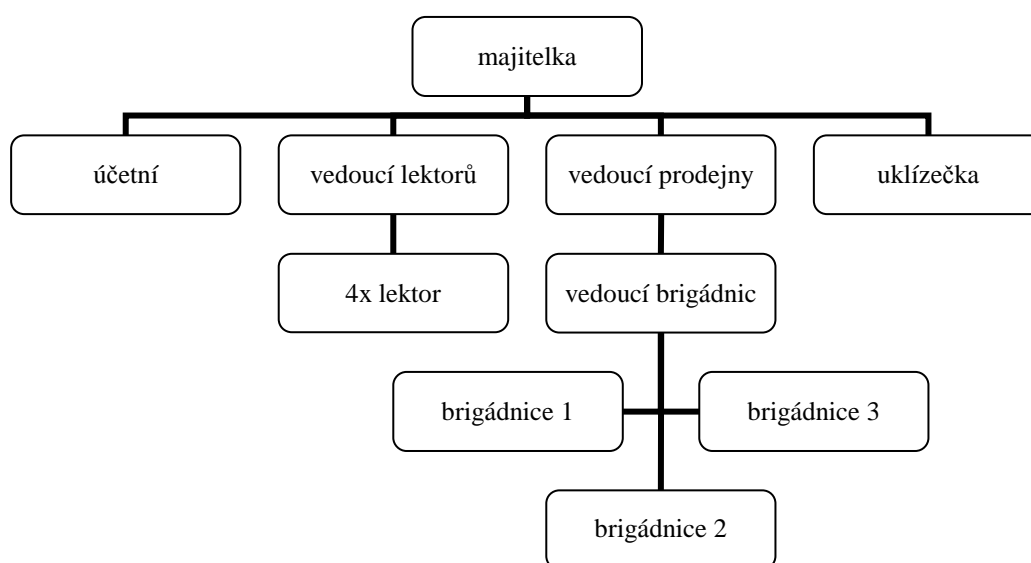 majitelka
účetní
vedoucí lektorů
vedoucí prodejny
uklízečka
4x lektor
vedoucí brigádnic
brigádnice 1
brigádnice 3
brigádnice 2